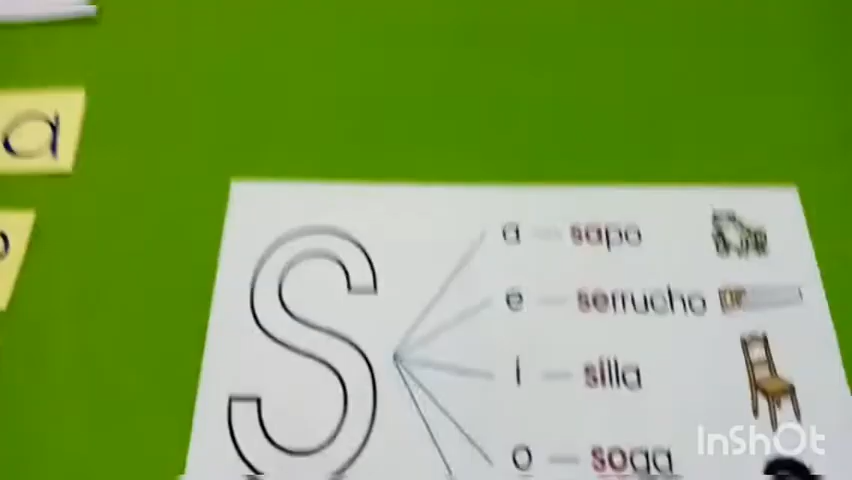 a
S
a — sapo
e — serrucho
i — silla
o — soga
InShOt